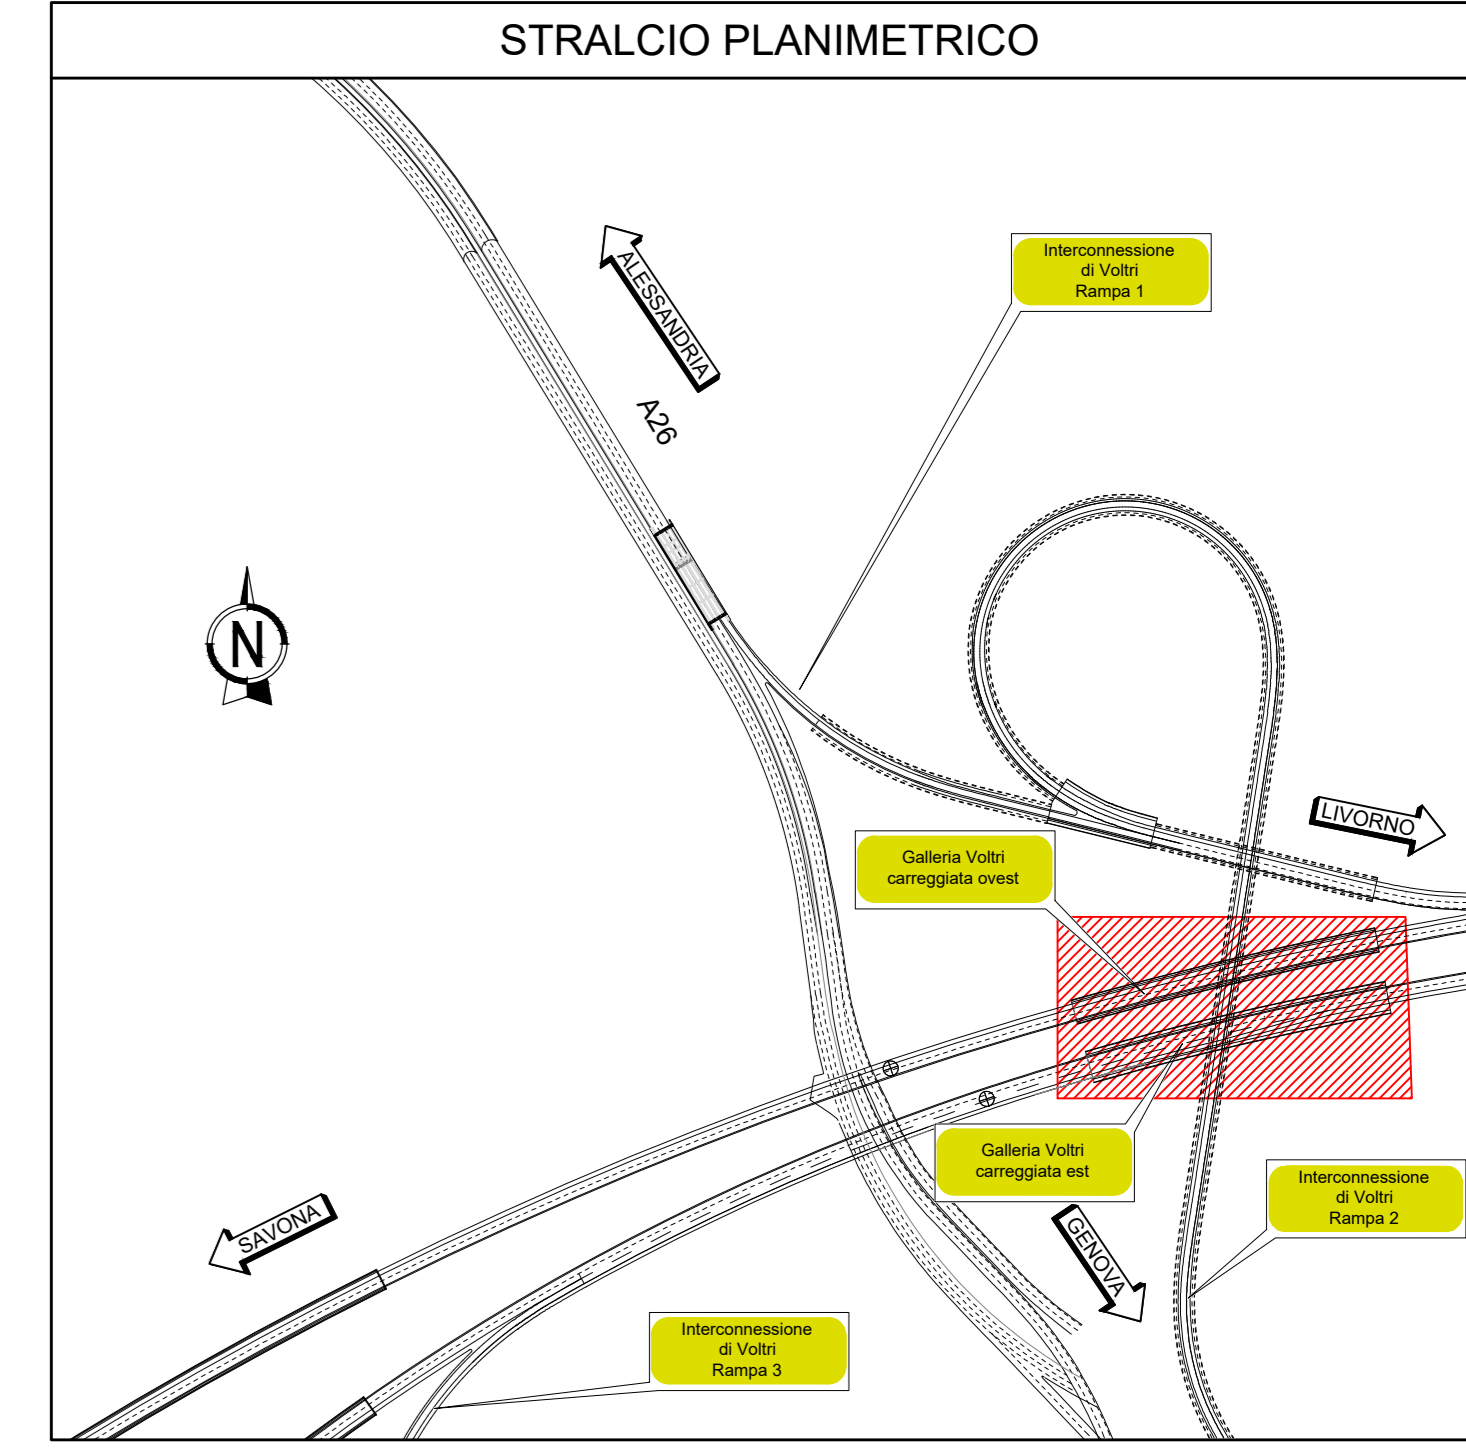 STRALCIO PLANIMETRICO
Interconnessione
di Voltri
Rampa 1
ALESSANDRIA
A26
N
LIVORNO
Galleria Voltri
carreggiata ovest
Galleria Voltri
carreggiata est
Interconnessione
di Voltri
Rampa 2
SAVONA
GENOVA
Interconnessione
di Voltri
Rampa 3